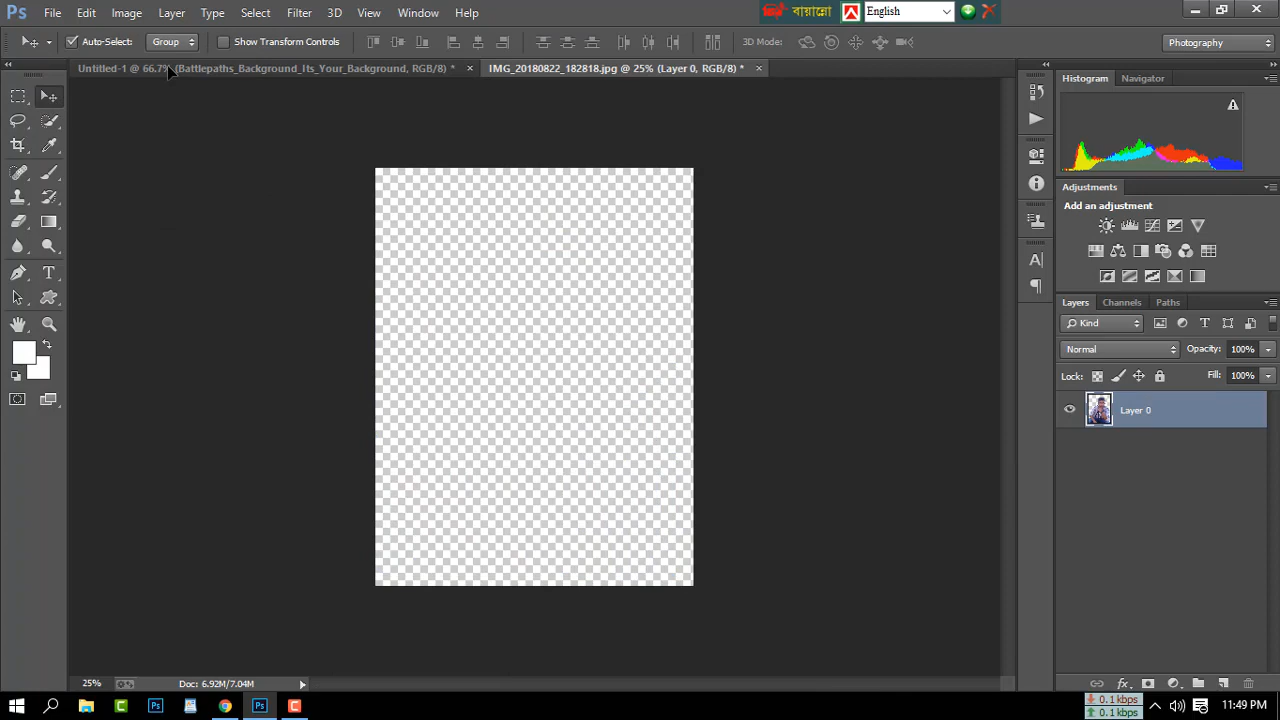 Ps File Edit Image Layer Type Select Filter 3D View Window Help
বায়ান্নো English
Auto-Select: Group Show Transform Controls 3D Mode: Photography
Untitled-1 @ 66.7% (Battlepaths_Background_Its_Your_Background, RGB/8) * ×
IMG_20180822_182818.jpg @ 25% (Layer 0, RGB/8) * ×
Histogram Navigator
Adjustments
Add an adjustment
Layers Channels Paths
Kind
Normal Opacity: 100%
Lock: Fill: 100%
Layer 0
25% Doc: 6.92M/7.04M
0.1 kbps
0.1 kbps
11:49 PM